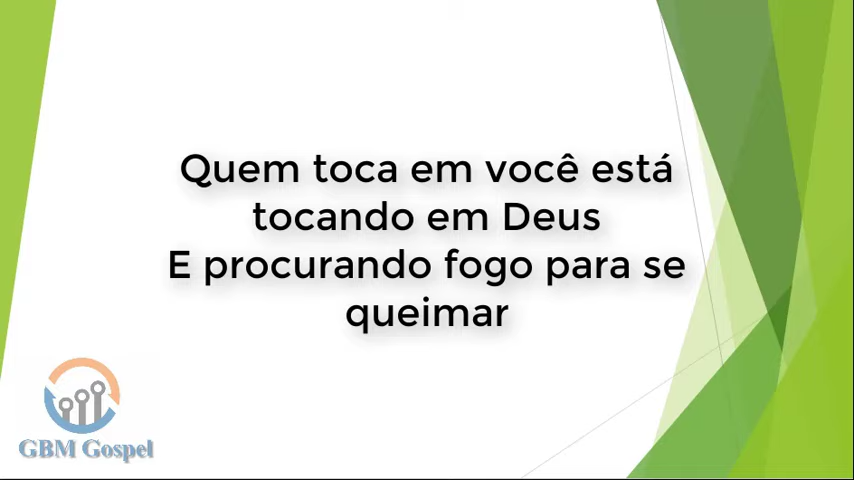 Quem toca em você está
tocando em Deus
E procurando fogo para se
queimar
GBM Gospel